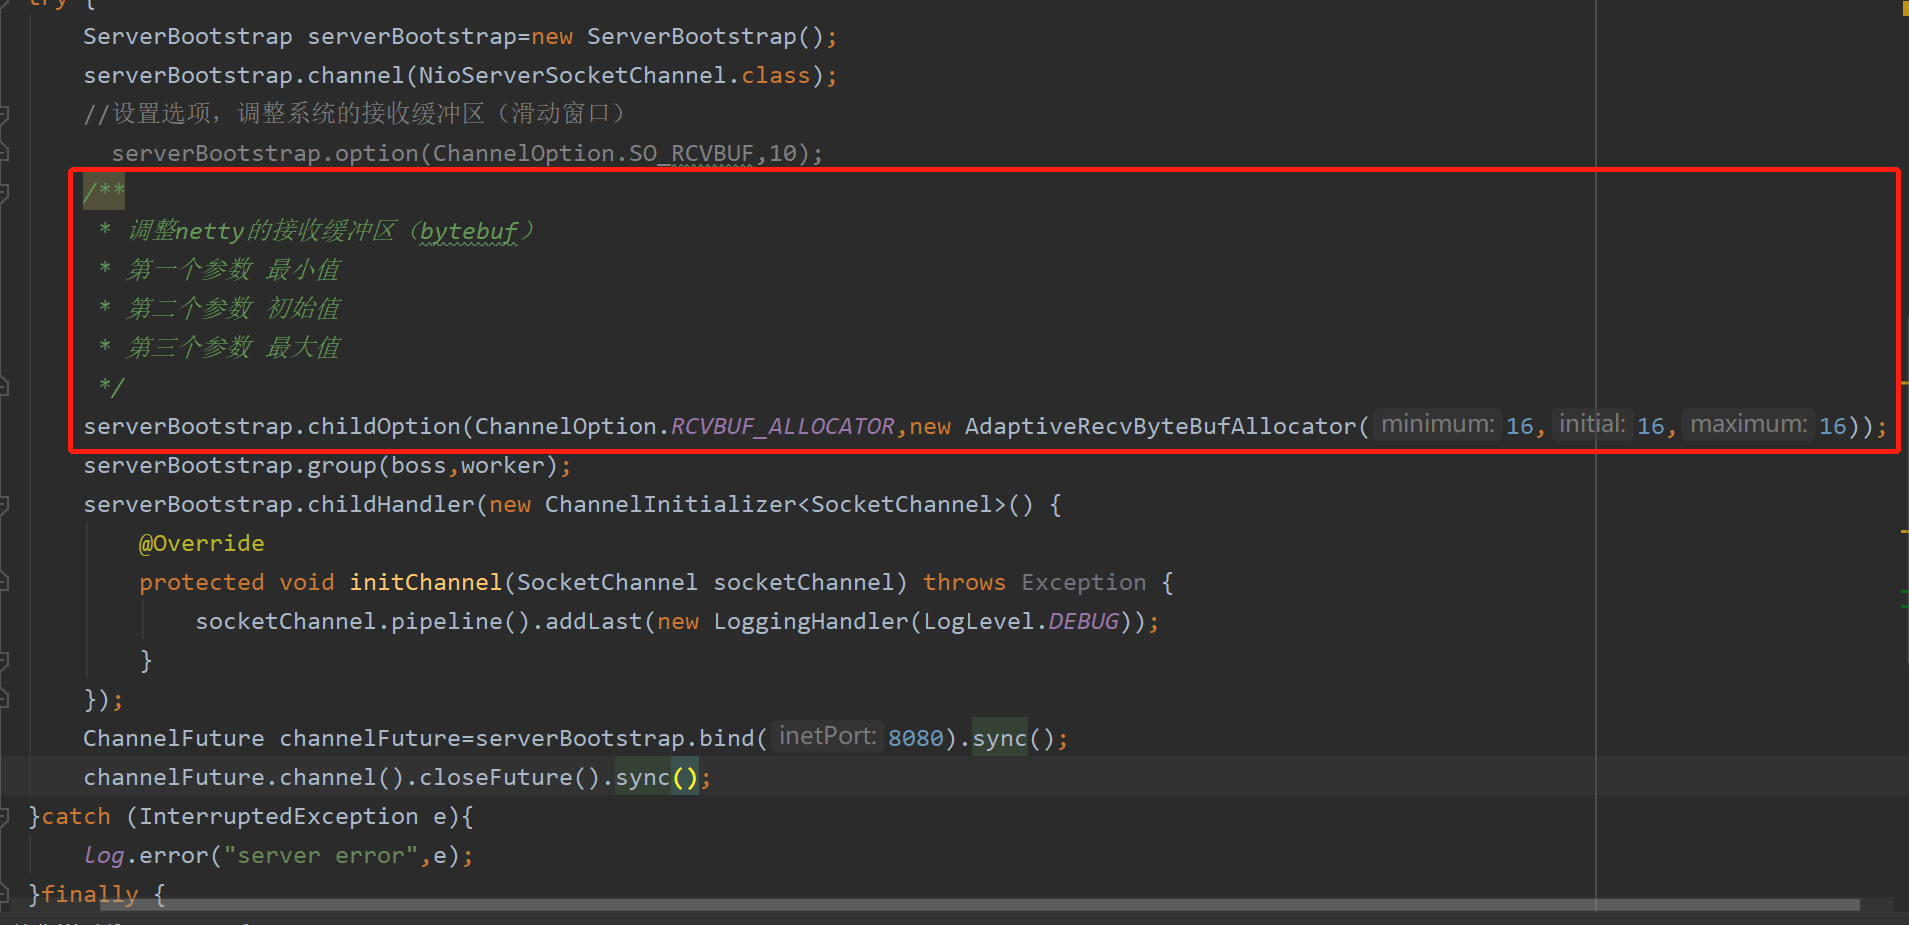 try {
ServerBootstrap serverBootstrap=new ServerBootstrap();
serverBootstrap.channel(NioServerSocketChannel.class);
//设置选项，调整系统的接收缓冲区（滑动窗口）
serverBootstrap.option(ChannelOption.SO_RCVBUF,10);
/**
* 调整netty的接收缓冲区（bytebuf）
* 第一个参数 最小值
* 第二个参数 初始值
* 第三个参数 最大值
*/
serverBootstrap.childOption(ChannelOption.RCVBUF_ALLOCATOR,new AdaptiveRecvByteBufAllocator( minimum: 16, initial: 16, maximum: 16));
serverBootstrap.group(boss,worker);
serverBootstrap.childHandler(new ChannelInitializer<SocketChannel>() {
@Override
protected void initChannel(SocketChannel socketChannel) throws Exception {
socketChannel.pipeline().addLast(new LoggingHandler(LogLevel.DEBUG));
}
});
ChannelFuture channelFuture=serverBootstrap.bind( inetPort: 8080).sync();
channelFuture.channel().closeFuture().sync();
}catch (InterruptedException e){
log.error("server error",e);
}finally {